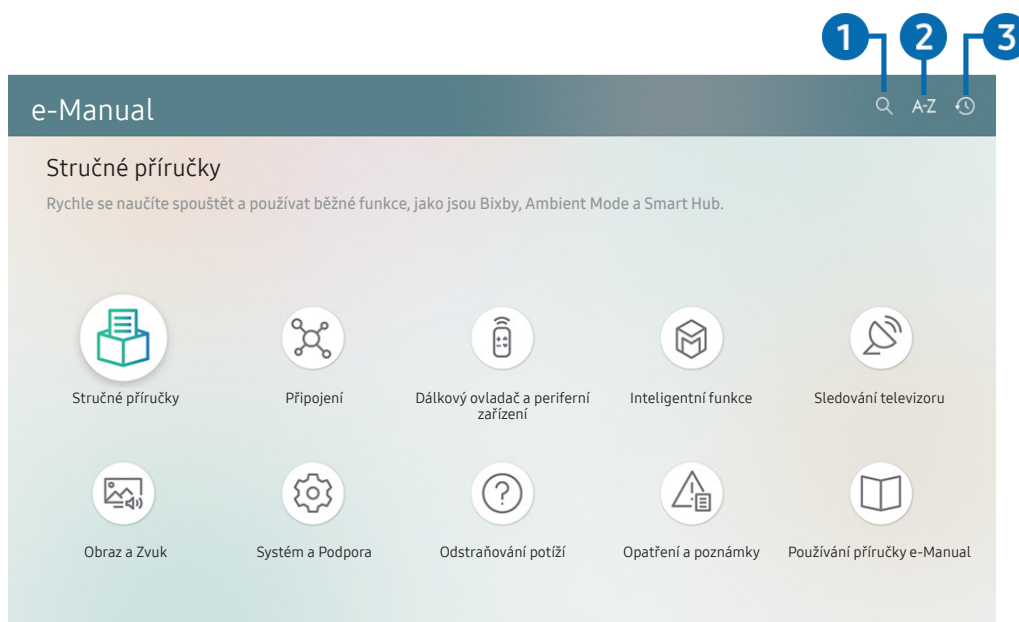 1 2 3
e-Manual
A-Z
Stručné příručky
Rychle se naučíte spouštět a používat běžné funkce, jako jsou Bixby, Ambient Mode a Smart Hub.
Stručné příručky
Připojení
Dálkový ovladač a periferní
zařízení
Inteligentní funkce
Sledování televizoru
Obraz a Zvuk
Systém a Podpora
Odstraňování potíží
Opatření a poznámky
Používání příručky e-Manual